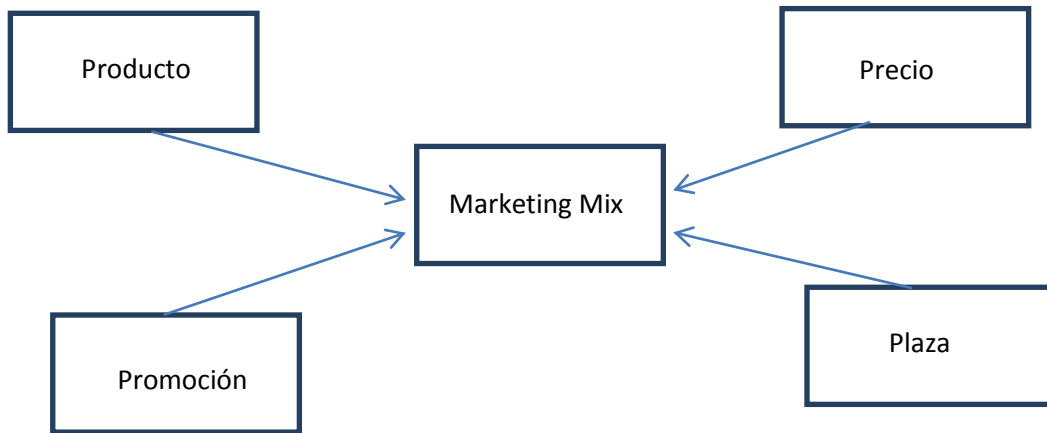 Producto
Precio
Marketing Mix
Promoción
Plaza